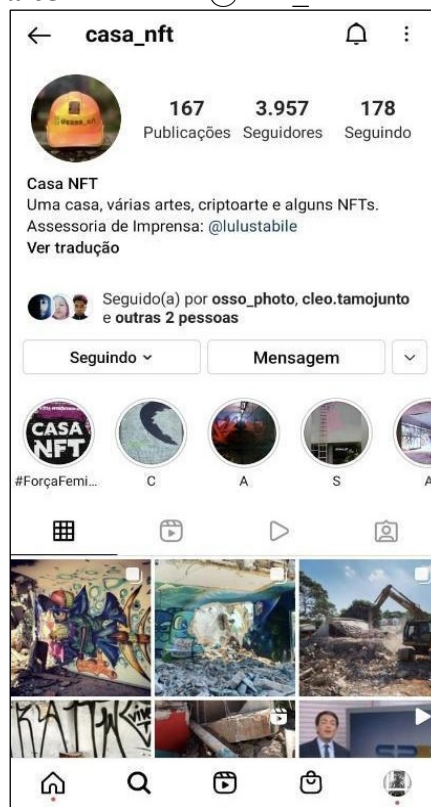 casa_nft
@casa_nft
167 3.957 178
Publicações Seguidores Seguindo
Casa NFT
Uma casa, várias artes, criptoarte e alguns NFTs.
Assessoria de Imprensa: @lulustabile
Ver tradução
Seguido(a) por osso_photo, cleo.tamojunto
e outras 2 pessoas
Seguindo Mensagem
CASA
NFT
#ForçaFemi... C A S A